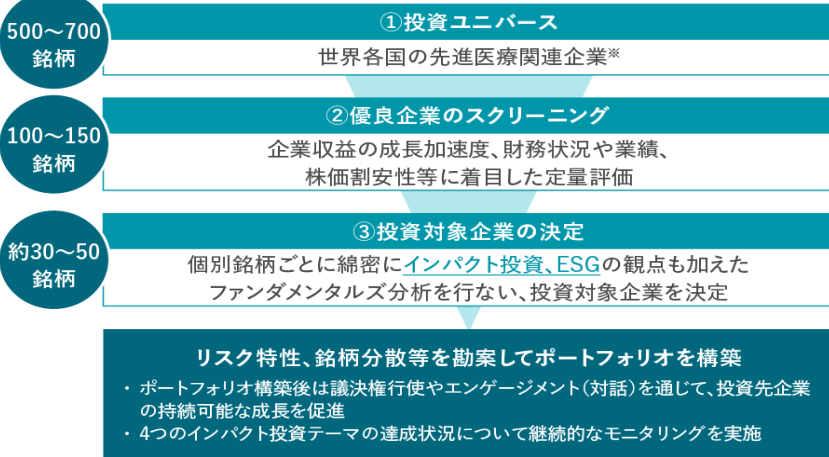 500〜700
銘柄
①投資ユニバース
世界各国の先進医療関連企業※
100〜150
銘柄
②優良企業のスクリーニング
企業収益の成長加速度、財務状況や業績、
株価割安性等に着目した定量評価
約30〜50
銘柄
③投資対象企業の決定
個別銘柄ごとに綿密にインパクト投資、ESGの観点も加えた
ファンダメンタルズ分析を行ない、投資対象企業を決定
リスク特性、銘柄分散等を勘案してポートフォリオを構築
・ポートフォリオ構築後は議決権行使やエンゲージメント(対話)を通じて、投資先企業
の持続可能な成長を促進
・4つのインパクト投資テーマの達成状況について継続的なモニタリングを実施